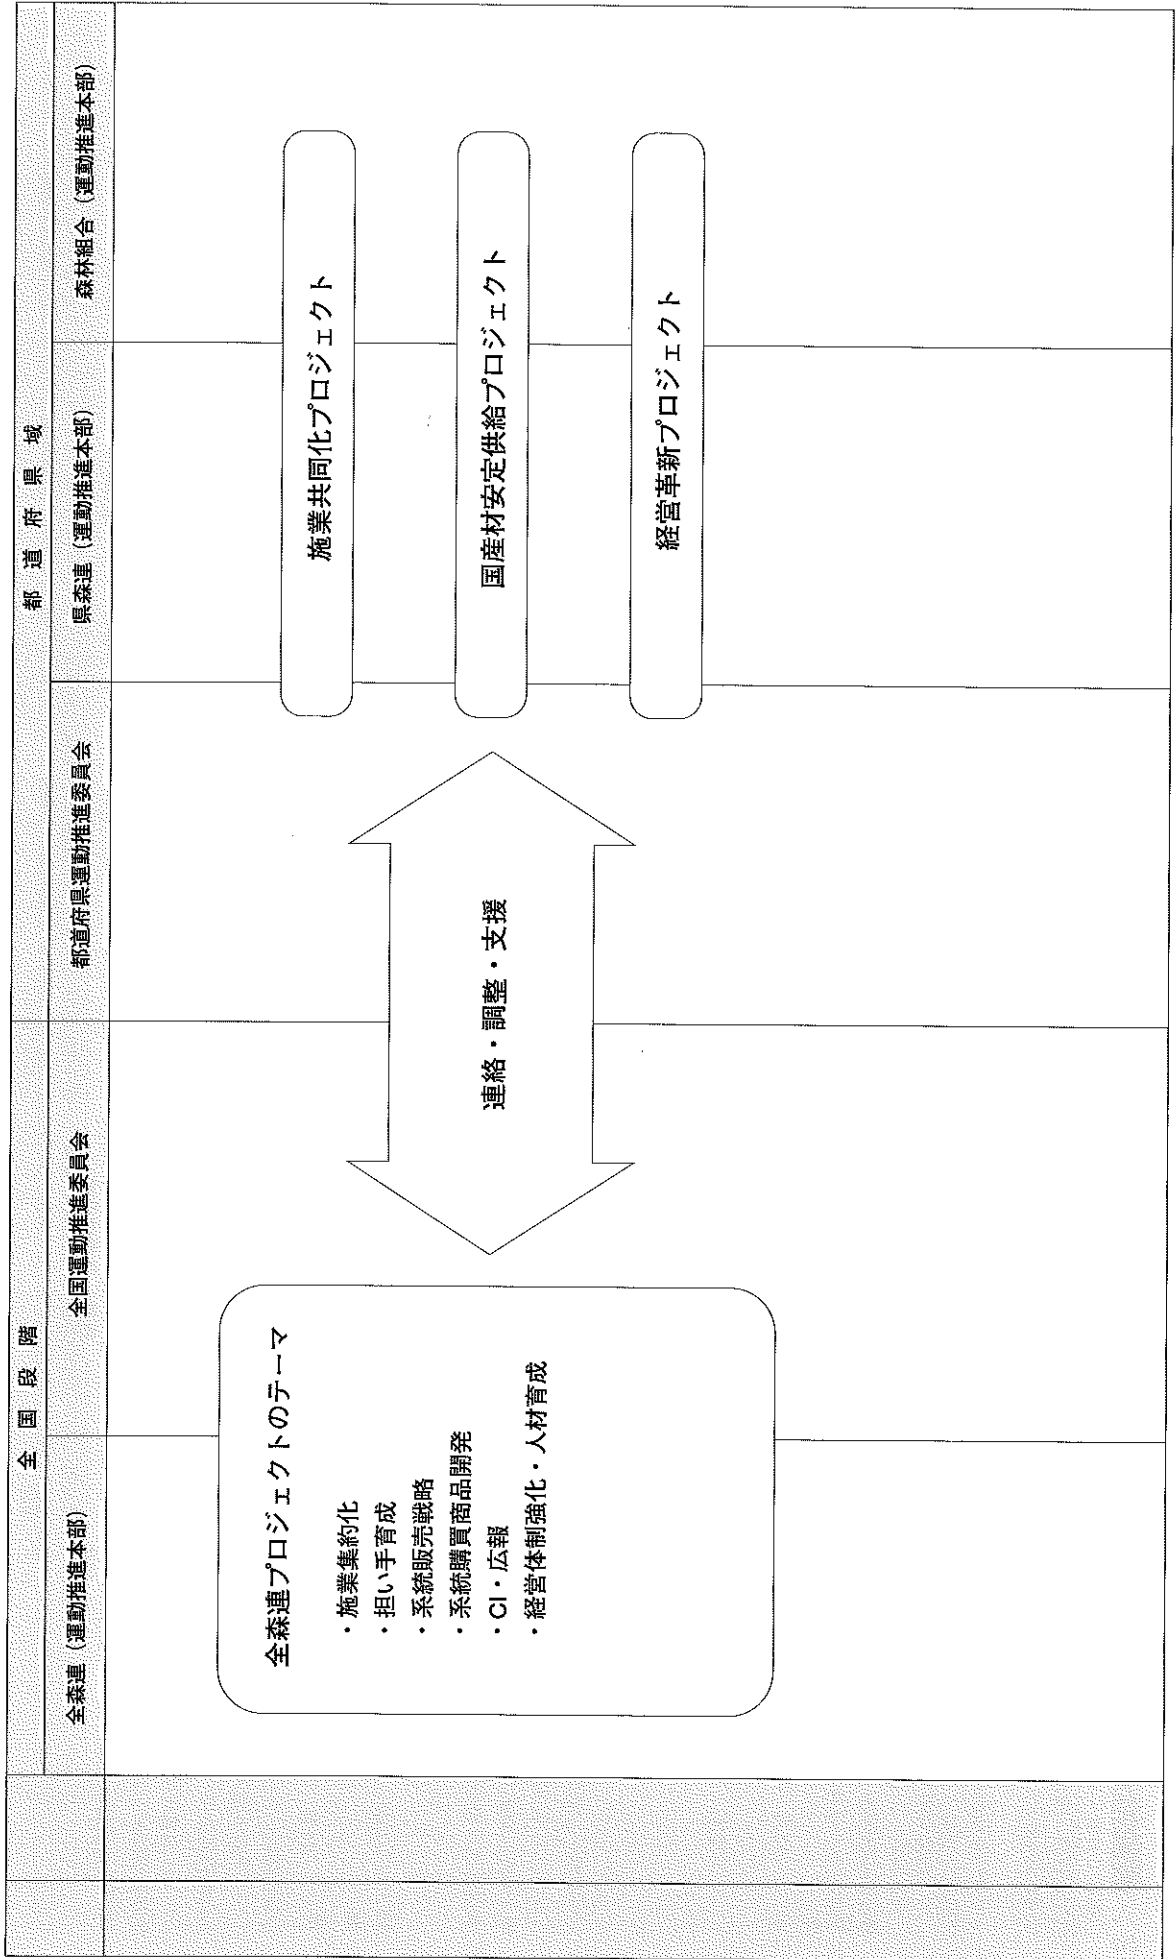 全国段階
都道府県域
全森連（運動推進本部）
全国運動推進委員会
都道府県運動推進委員会
県森連（運動推進本部）
森林組合（運動推進本部）
全森連プロジェクトのテーマ
・施業集約化
・担い手育成
・系統販売戦略
・系統購買商品開発
・CI・広報
・経営体制強化・人材育成
連絡・調整・支援
施業共同化プロジェクト
国産材安定供給プロジェクト
経営革新プロジェクト